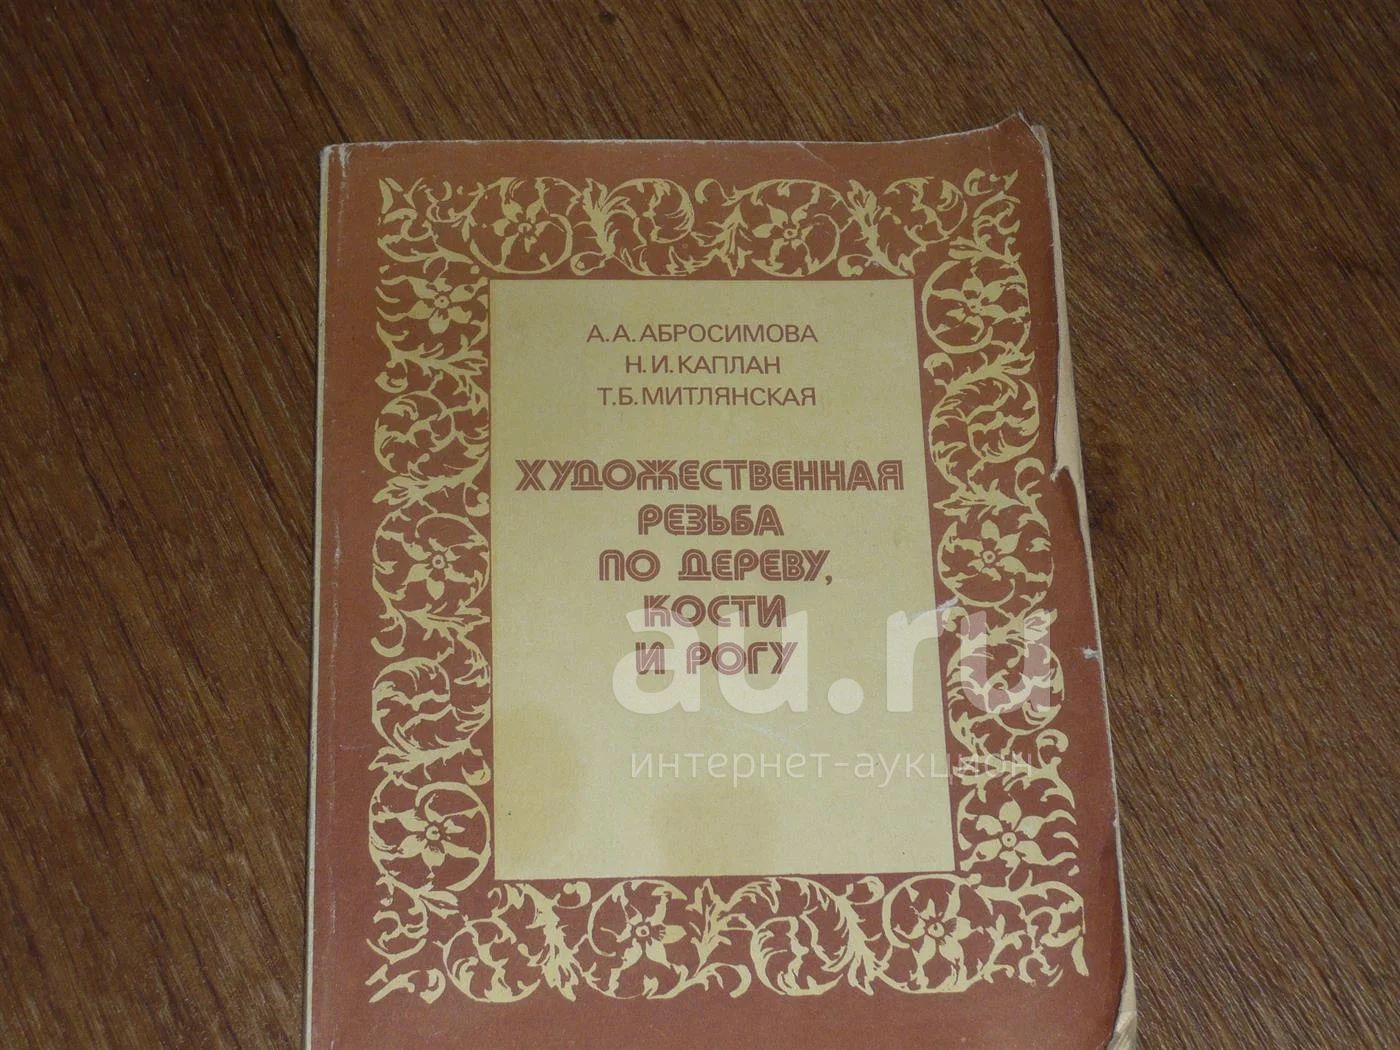 А. А. АБРОСИМОВА
Н. И. КАПЛАН
Т. Б. МИТЛЯНСКАЯ
ХУДОЖЕСТВЕННАЯ
РЕЗЬБА
ПО ДЕРЕВУ,
КОСТИ
И РОГУ
au.ru
интернет-аукцион